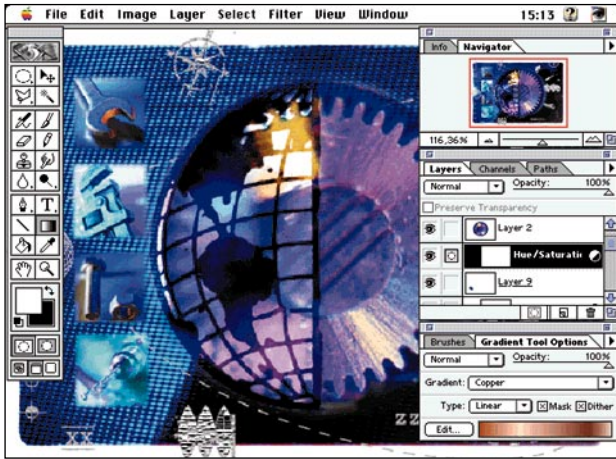 File Edit Image Layer Select Filter View Window 15:13
Info Navigator
116,36%
Layers Channels Paths
Normal Opacity: 100%
Preserve Transparency
Layer 2
Hue/Saturatio
Layer 9
Brushes Gradient Tool Options
Normal Opacity: 100%
Gradient: Copper
Type: Linear Mask Dither
Edit...
T
XX
ZZ